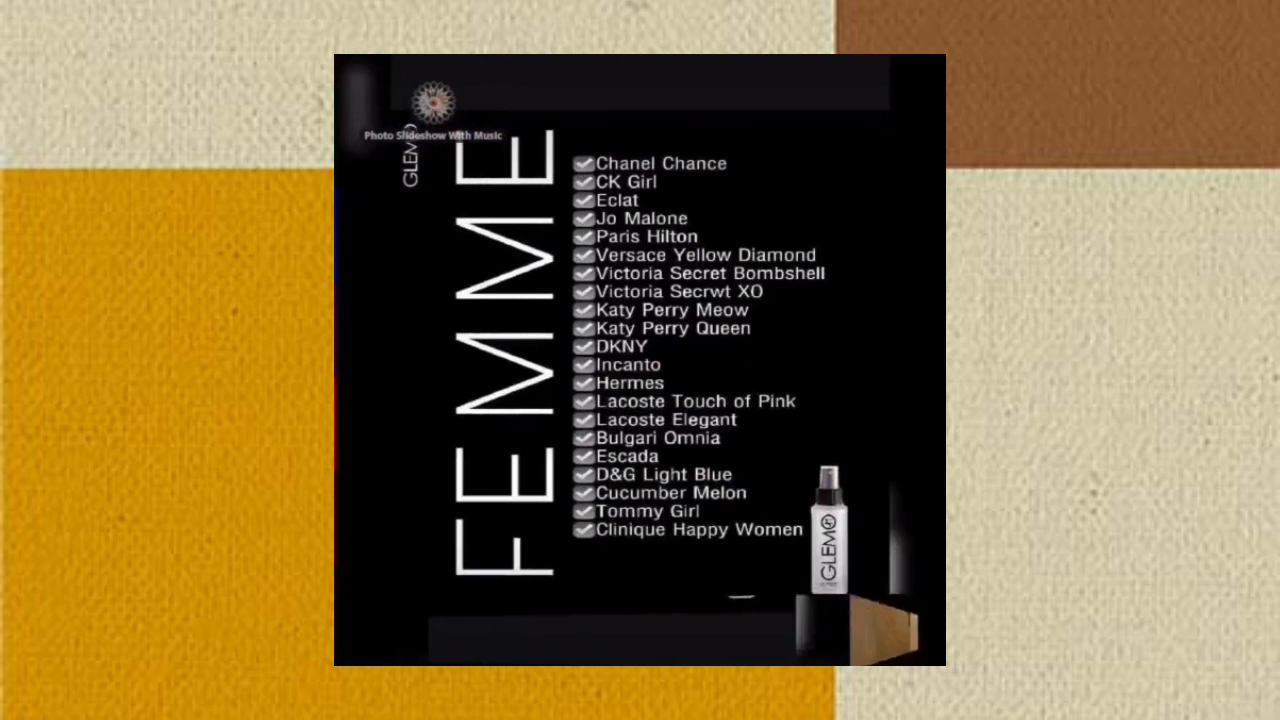 Photo Slideshow With Music
GLEMO
FEMME
Chanel Chance
CK Girl
Eclat
Jo Malone
Paris Hilton
Versace Yellow Diamond
Victoria Secret Bombshell
Victoria Secrwt XO
Katy Perry Meow
Katy Perry Queen
DKNY
Incanto
Hermes
Lacoste Touch of Pink
Lacoste Elegant
Bulgari Omnia
Escada
D&G Light Blue
Cucumber Melon
Tommy Girl
Clinique Happy Women
GLEMO